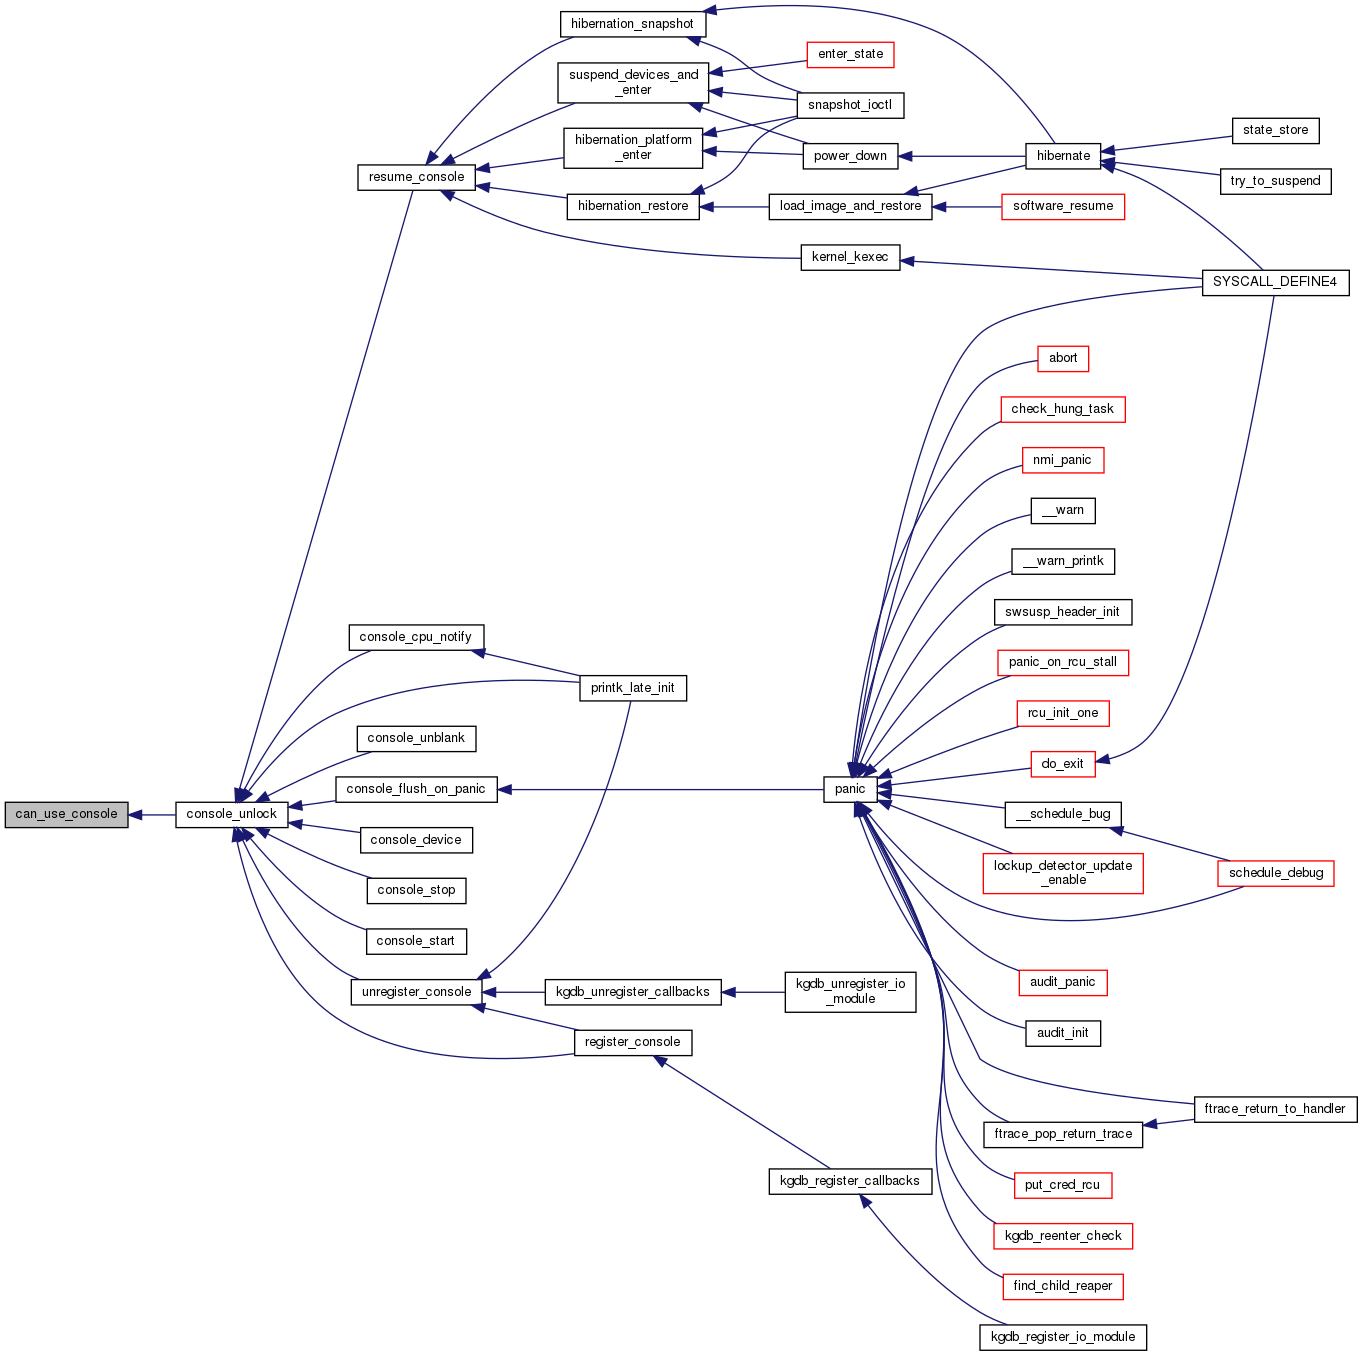 hibernation_snapshot
enter_state
suspend_devices_and
_enter
snapshot_ioctl
state_store
hibernation_platform
_enter
power_down
hibernate
resume_console
try_to_suspend
hibernation_restore
load_image_and_restore
software_resume
kernel_kexec
SYSCALL_DEFINE4
abort
check_hung_task
nmi_panic
__warn
__warn_printk
swsusp_header_init
console_cpu_notify
panic_on_rcu_stall
printk_late_init
rcu_init_one
console_unblank
do_exit
console_flush_on_panic
panic
can_use_console
console_unlock
__schedule_bug
console_device
lockup_detector_update
_enable
schedule_debug
console_stop
console_start
audit_panic
unregister_console
kgdb_unregister_callbacks
kgdb_unregister_io
_module
audit_init
register_console
ftrace_return_to_handler
ftrace_pop_return_trace
kgdb_register_callbacks
put_cred_rcu
kgdb_reenter_check
find_child_reaper
kgdb_register_io_module